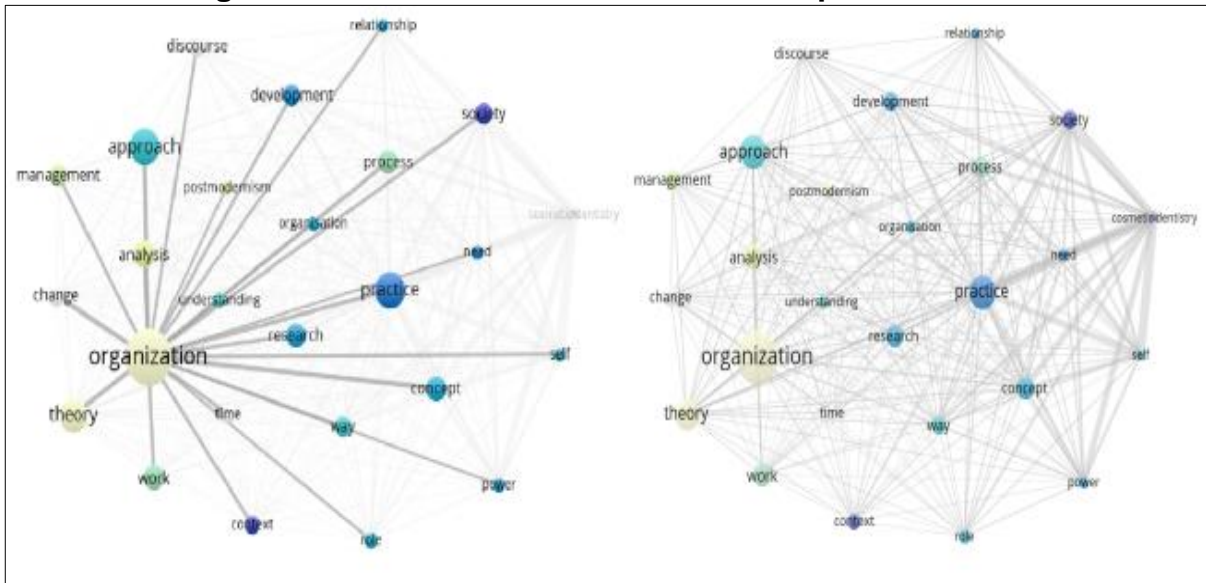 relationship
discourse
development
society
approach
process
management
postmodernism
organisation
analysis
need
practice
change
understanding
research
organization
self
concept
theory
time
way
work
power
context
role
relationship
discourse
development
society
approach
process
management
postmodernism
cosmeticdentistry
organisation
analysis
need
practice
change
understanding
research
organization
self
concept
theory
time
way
work
power
context
role